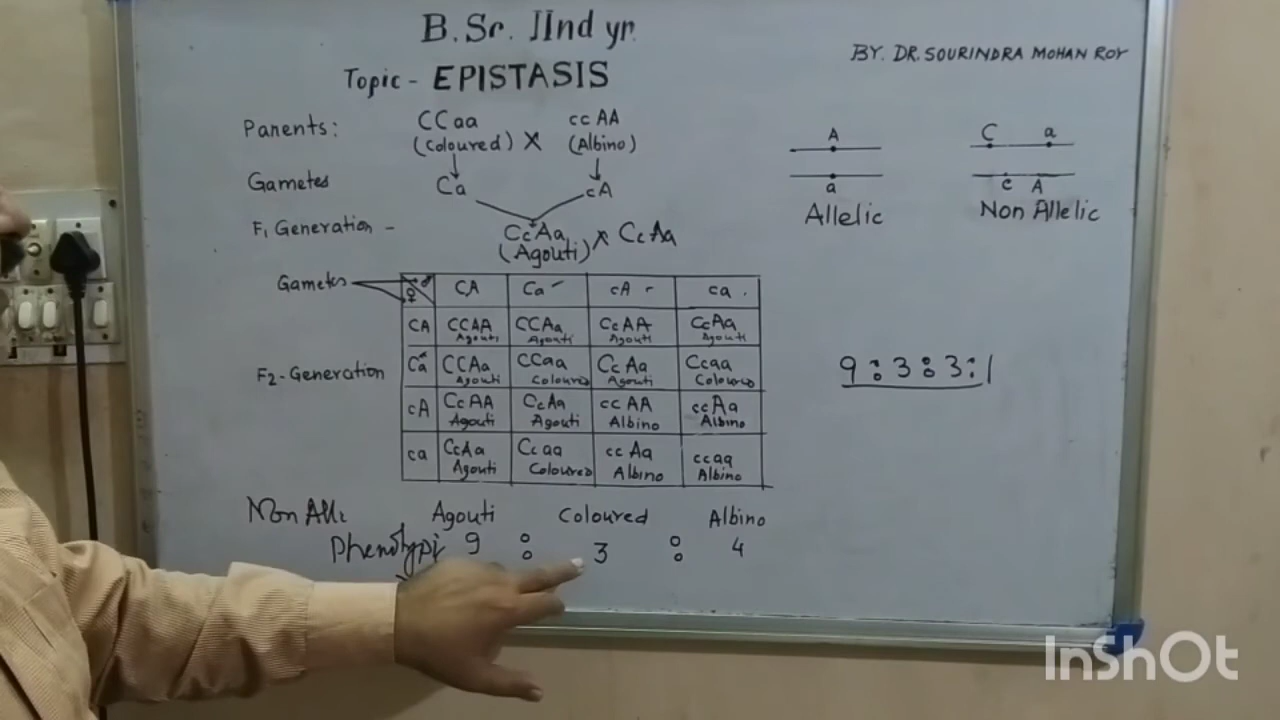 B.Sc. IInd yr.
BY. DR. SOURINDRA MOHAN ROY
Topic - EPISTASIS
Parents: CCaa ccAA
(Coloured) X (Albino)
Gametes Ca cA
F1 Generation - CcAa X CcAa
(Agouti)
A
a
Allelic
C a
c A
Non Allelic
Gametes ♂ ♀ CA Ca cA ca
CA CCAA CCAa CcAA CcAa
Agouti Agouti Agouti Agouti
F2-Generation Ca CCAa CCaa CcAa Ccaa
Agouti Coloured Agouti Coloured
cA CcAA CcAa ccAA ccAa
Agouti Agouti Albino Albino
ca CcAa Ccaa ccAa ccaa
Agouti Coloured Albino Albino
9:3:3:1
Non Agouti Coloured Albino
9 : 3 : 4
InShOt